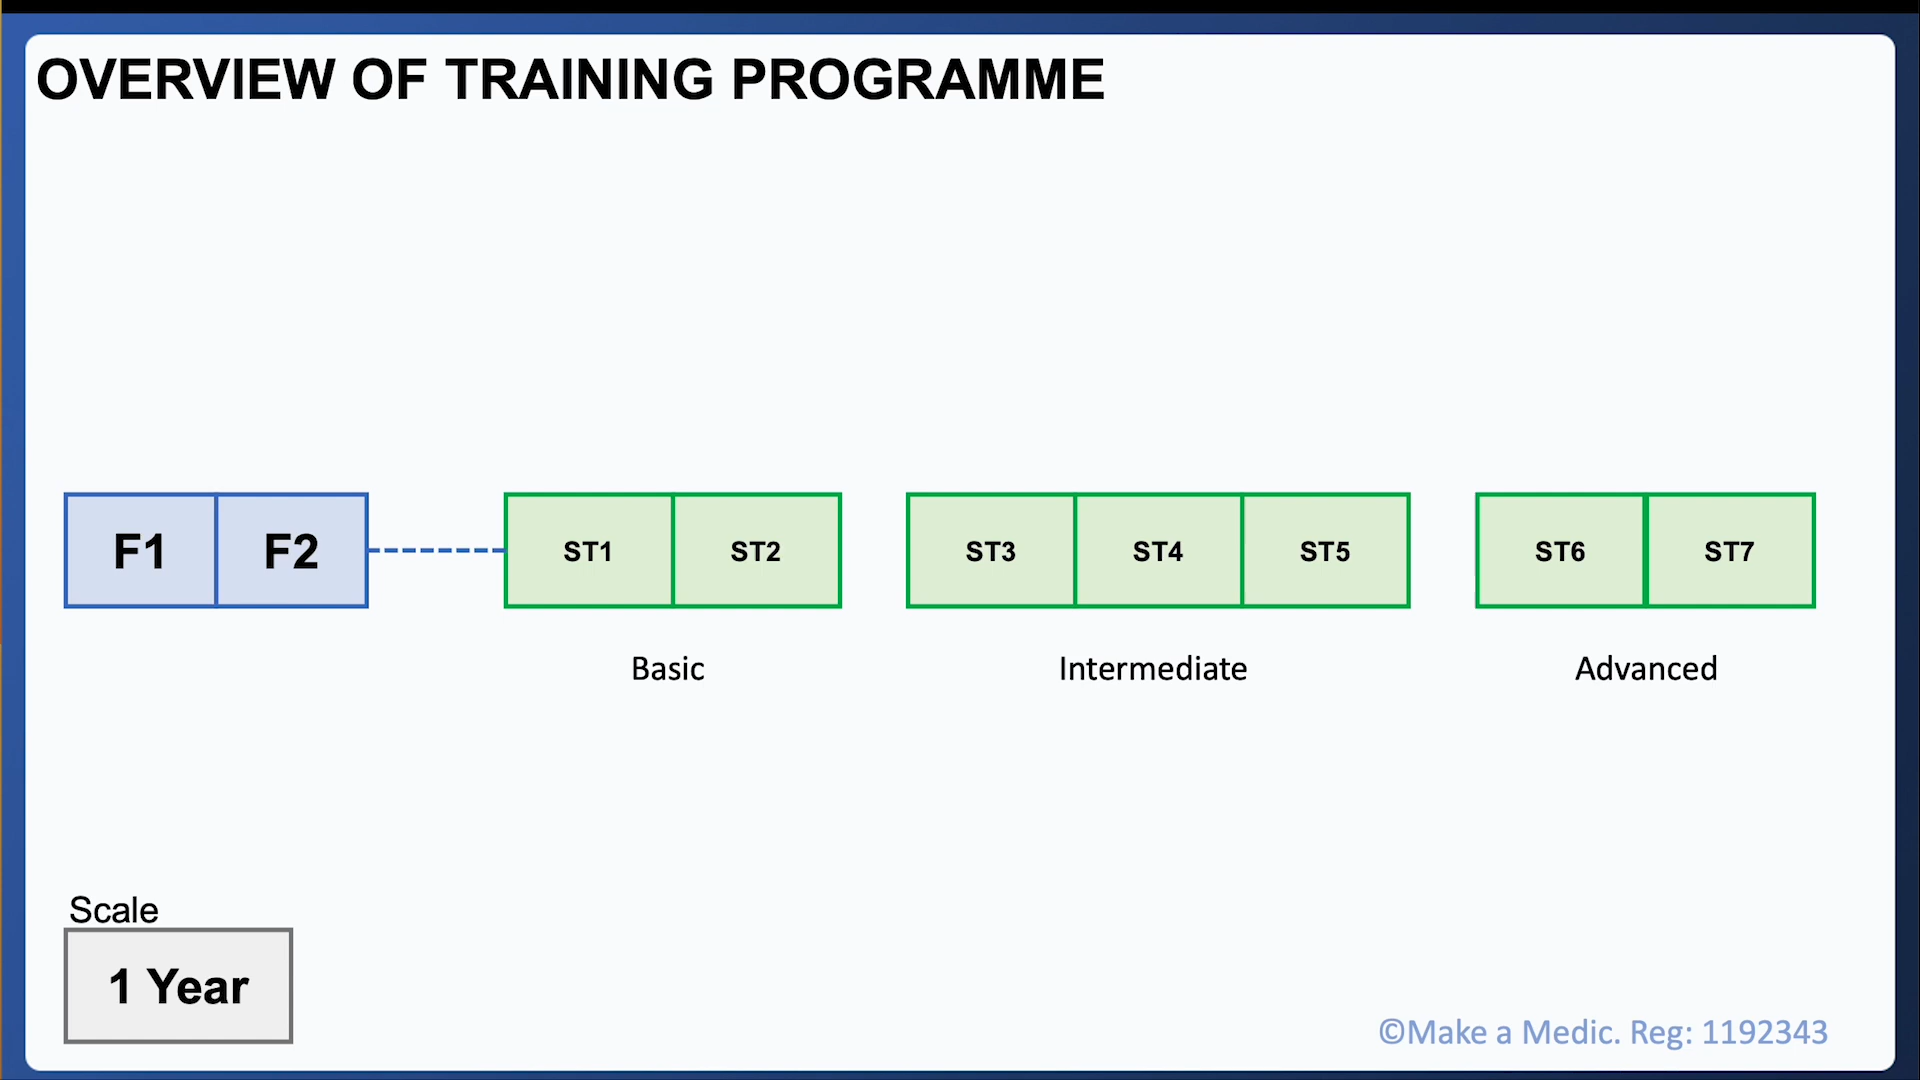 OVERVIEW OF TRAINING PROGRAMME
F1 F2 ST1 ST2 ST3 ST4 ST5 ST6 ST7
Basic Intermediate Advanced
Scale
1 Year
©Make a Medic. Reg: 1192343